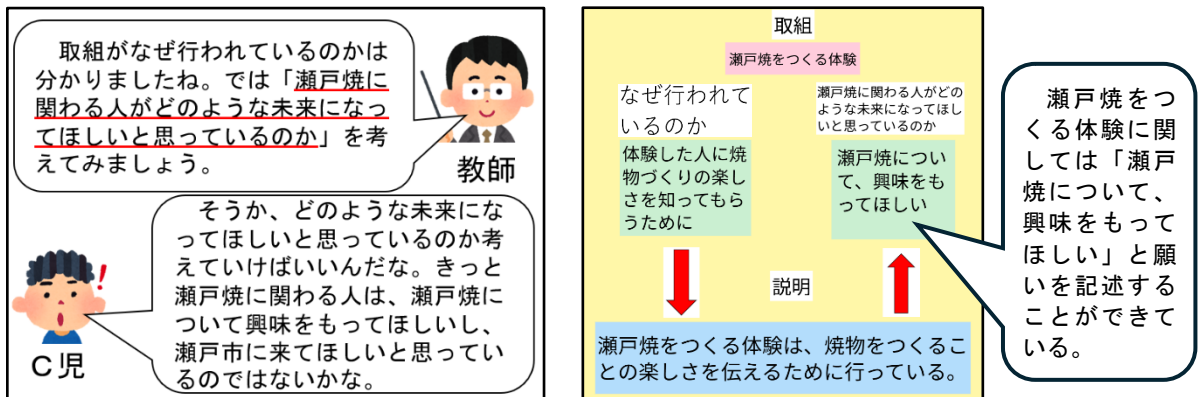 取組がなぜ行われているのかは
分かりましたね。では「瀬戸焼に
関わる人がどのような未来になっ
てほしいと思っているのか」を考
えてみましょう。
教師
そうか、どのような未来にな
ってほしいと思っているのか考
えていけばいいんだな。きっと
瀬戸焼に関わる人は、瀬戸焼に
ついて興味をもってほしいし、
瀬戸市に来てほしいと思ってい
るのではないかな。
C児
取組
瀬戸焼をつくる体験
なぜ行われて
いるのか
体験した人に焼
物づくりの楽し
さを知ってもら
うために
瀬戸焼に関わる人がどの
ような未来になってほし
いと思っているのか
瀬戸焼につい
て、興味をも
ってほしい
説明
瀬戸焼をつくる体験は、焼物をつくるこ
との楽しさを伝えるために行っている。
瀬戸焼をつ
くる体験に関
しては「瀬戸
焼について、
興味をもって
ほしい」と願
いを記述する
ことができて
いる。